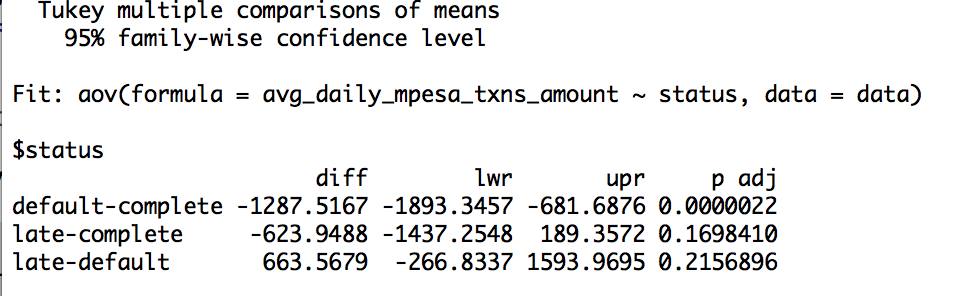 Tukey multiple comparisons of means
95% family-wise confidence level
Fit: aov(formula = avg_daily_mpesa_txns_amount ~ status, data = data)
$status
diff lwr upr p adj
default-complete -1287.5167 -1893.3457 -681.6876 0.0000022
late-complete -623.9488 -1437.2548 189.3572 0.1698410
late-default 663.5679 -266.8337 1593.9695 0.2156896